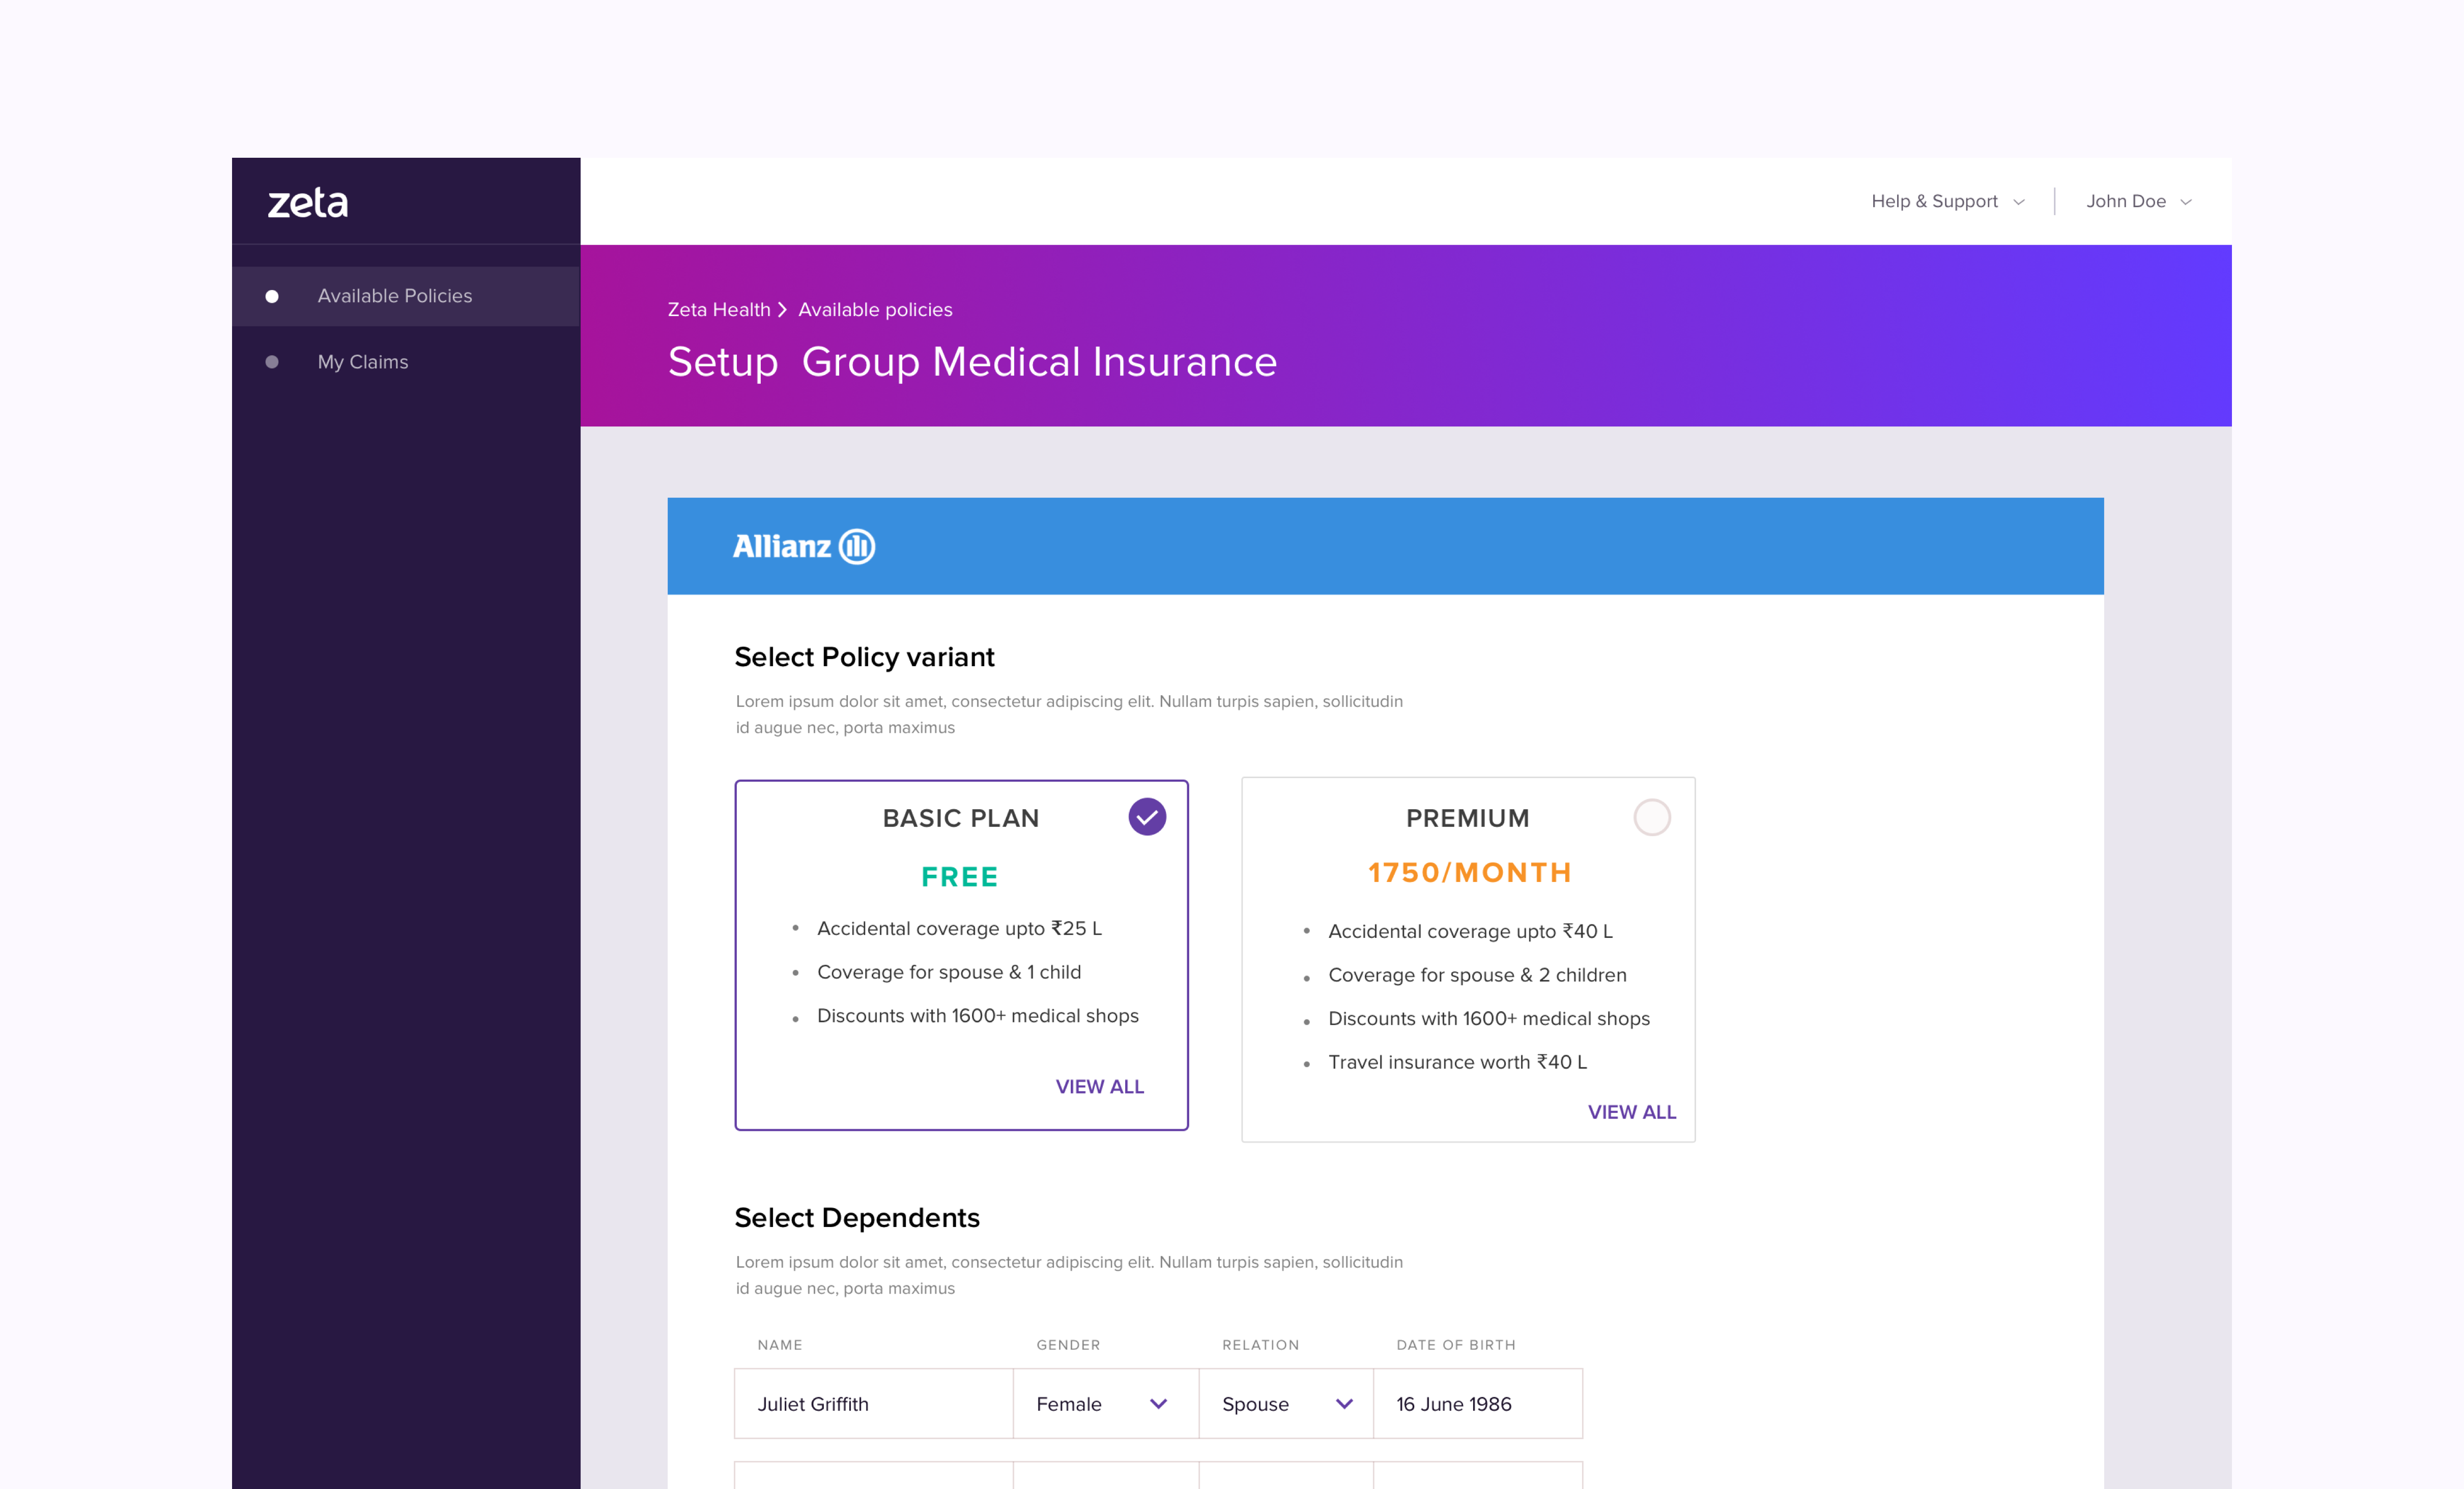 zeta
Help & Support
John Doe
Available Policies
My Claims
Zeta Health > Available policies
Setup Group Medical Insurance
Allianz
Select Policy variant
Lorem ipsum dolor sit amet, consectetur adipiscing elit. Nullam turpis sapien, sollicitudin
id augue nec, porta maximus
BASIC PLAN
FREE
• Accidental coverage upto ₹25 L
• Coverage for spouse & 1 child
• Discounts with 1600+ medical shops
VIEW ALL
PREMIUM
1750/MONTH
• Accidental coverage upto ₹40 L
• Coverage for spouse & 2 children
• Discounts with 1600+ medical shops
• Travel insurance worth ₹40 L
VIEW ALL
Select Dependents
Lorem ipsum dolor sit amet, consectetur adipiscing elit. Nullam turpis sapien, sollicitudin
id augue nec, porta maximus
NAME GENDER RELATION DATE OF BIRTH
Juliet Griffith Female Spouse 16 June 1986